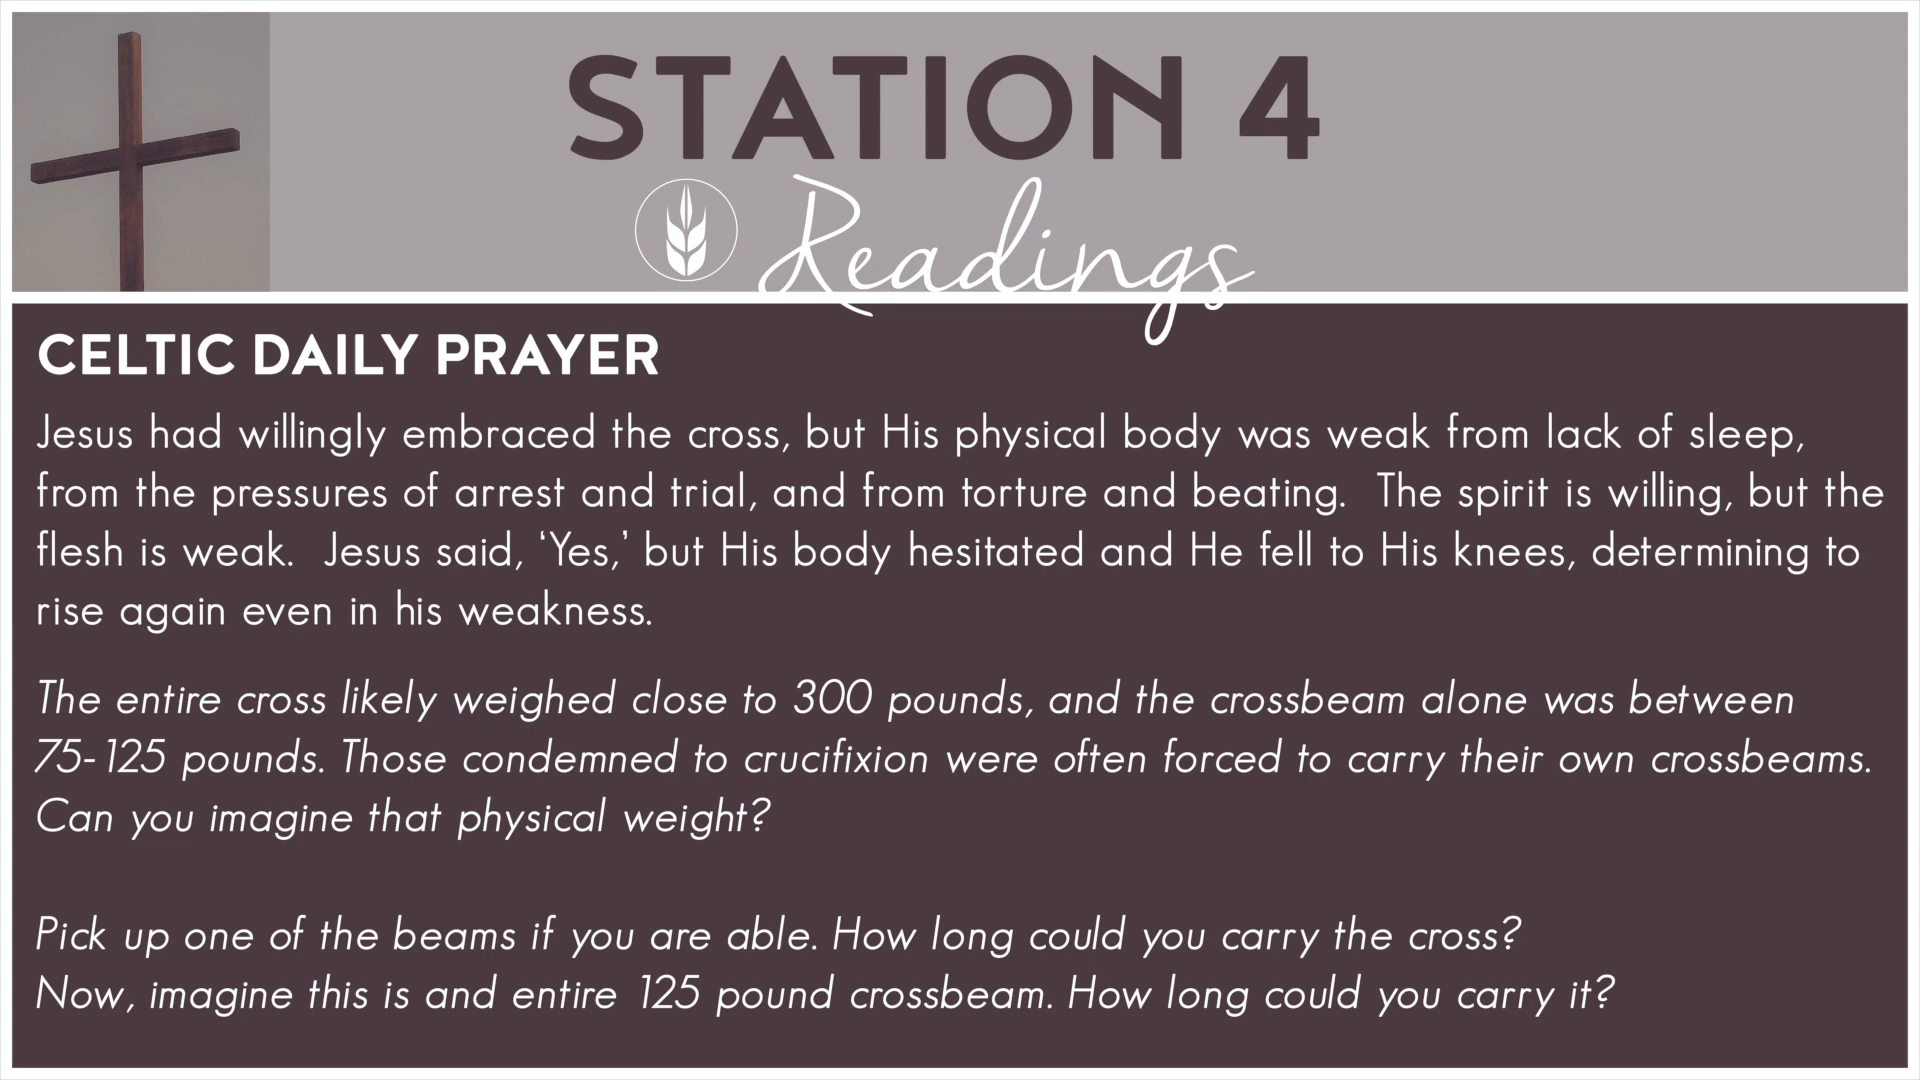 STATION 4
Readings
CELTIC DAILY PRAYER
Jesus had willingly embraced the cross, but His physical body was weak from lack of sleep,
from the pressures of arrest and trial, and from torture and beating.  The spirit is willing, but the
flesh is weak.  Jesus said, ‘Yes,’ but His body hesitated and He fell to His knees, determining to
rise again even in his weakness.
The entire cross likely weighed close to 300 pounds, and the crossbeam alone was between
75-125 pounds. Those condemned to crucifixion were often forced to carry their own crossbeams.
Can you imagine that physical weight?
Pick up one of the beams if you are able. How long could you carry the cross?
Now, imagine this is and entire 125 pound crossbeam. How long could you carry it?